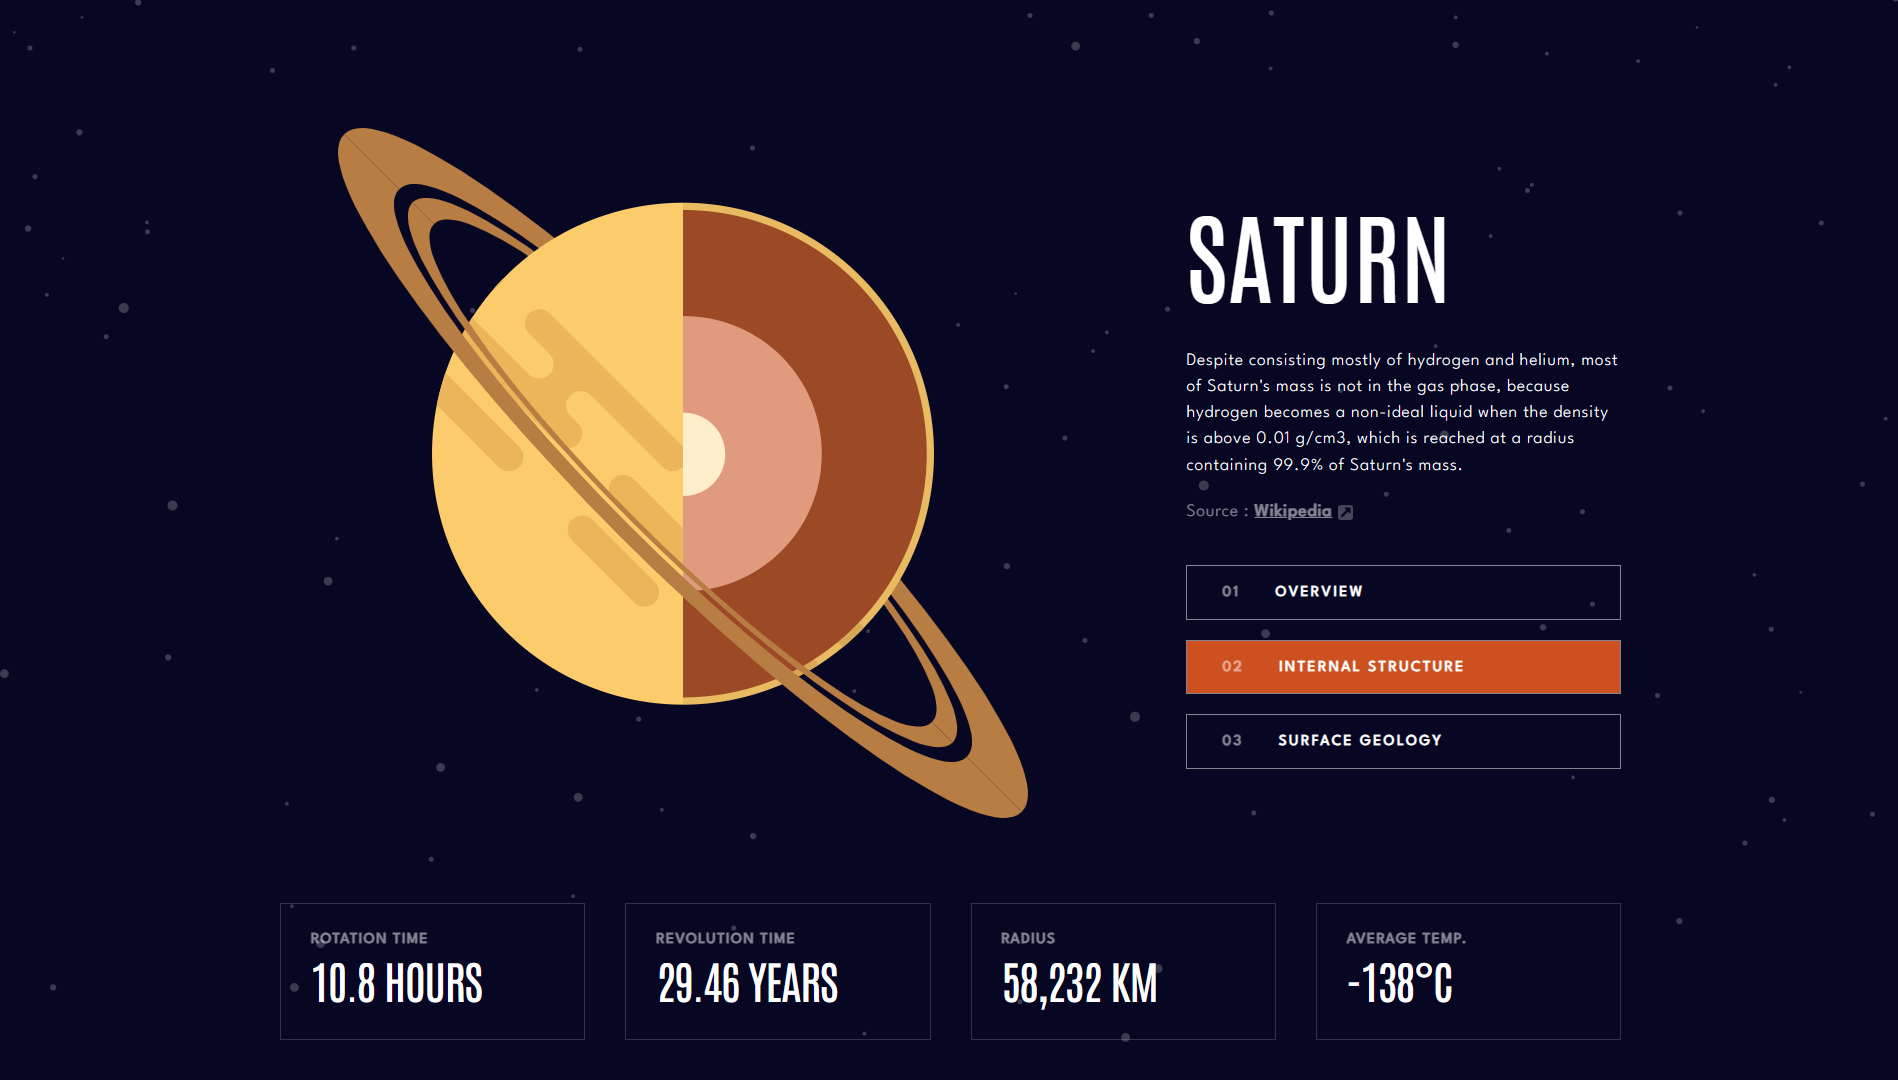 SATURN
Despite consisting mostly of hydrogen and helium, most
of Saturn's mass is not in the gas phase, because
hydrogen becomes a non-ideal liquid when the density
is above 0.01 g/cm3, which is reached at a radius
containing 99.9% of Saturn's mass.
Source : Wikipedia
01 OVERVIEW
02 INTERNAL STRUCTURE
03 SURFACE GEOLOGY
ROTATION TIME
10.8 HOURS
REVOLUTION TIME
29.46 YEARS
RADIUS
58,232 KM
AVERAGE TEMP.
-138°C